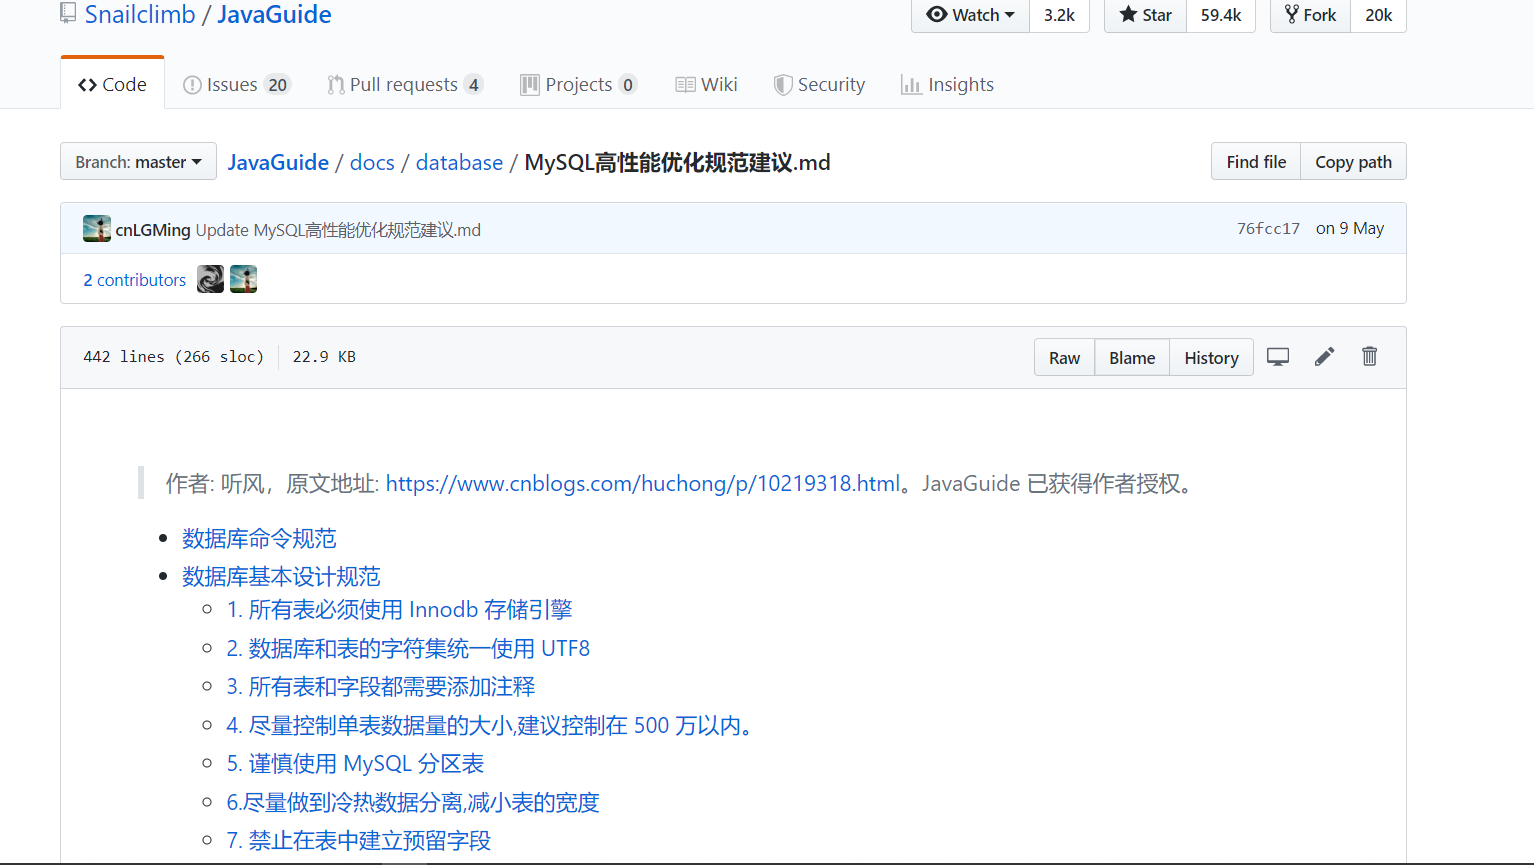 Snailclimb / JavaGuide
Watch 3.2k Star 59.4k Fork 20k
Code Issues 20 Pull requests 4 Projects 0 Wiki Security Insights
Branch: master JavaGuide / docs / database / MySQL高性能优化规范建议.md Find file Copy path
cnLGMing Update MySQL高性能优化规范建议.md 76fcc17 on 9 May
2 contributors
442 lines (266 sloc) 22.9 KB Raw Blame History
作者: 听风，原文地址: https://www.cnblogs.com/huchong/p/10219318.html。JavaGuide 已获得作者授权。
数据库命令规范
数据库基本设计规范
1. 所有表必须使用 Innodb 存储引擎
2. 数据库和表的字符集统一使用 UTF8
3. 所有表和字段都需要添加注释
4. 尽量控制单表数据量的大小,建议控制在 500 万以内。
5. 谨慎使用 MySQL 分区表
6.尽量做到冷热数据分离,减小表的宽度
7. 禁止在表中建立预留字段